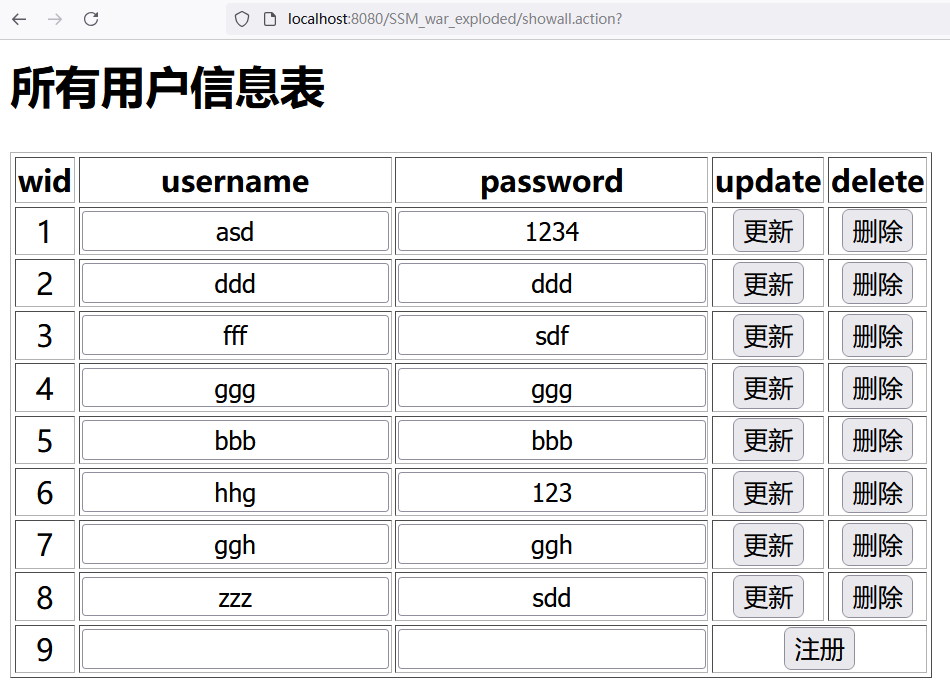 localhost:8080/SSM_war_exploded/showall.action?
所有用户信息表
wid username password update delete
1 asd 1234 更新 删除
2 ddd ddd 更新 删除
3 fff sdf 更新 删除
4 ggg ggg 更新 删除
5 bbb bbb 更新 删除
6 hhg 123 更新 删除
7 ggh ggh 更新 删除
8 zzz sdd 更新 删除
9 注册